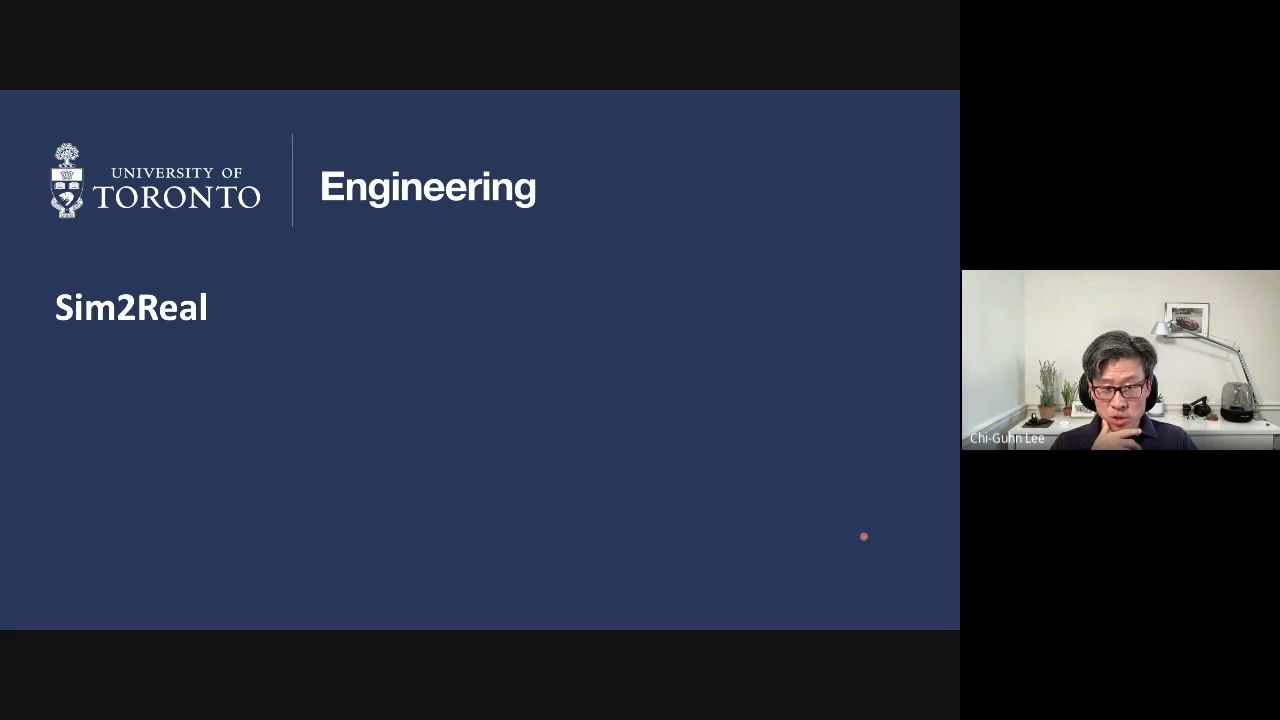 UNIVERSITY OF
TORONTO
Engineering
Sim2Real
Chi-Guhn Lee